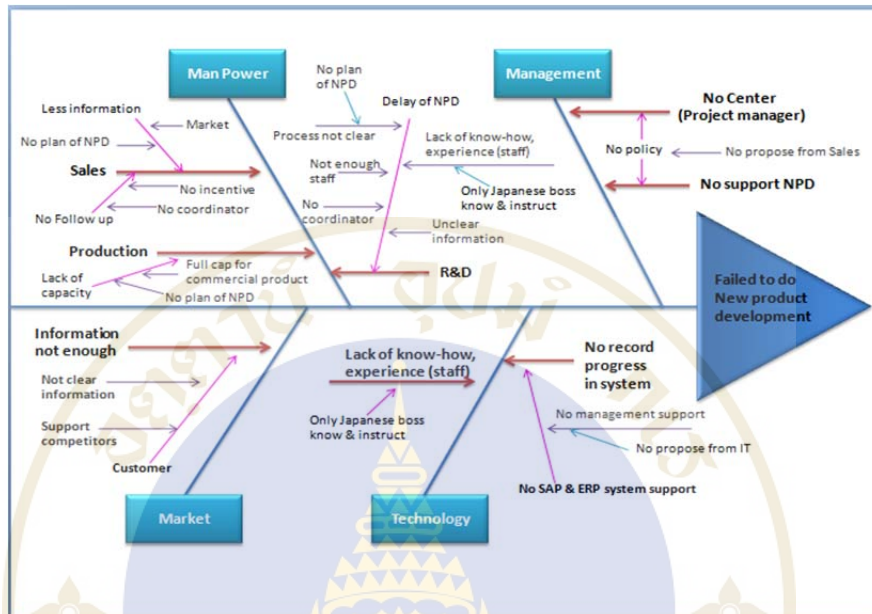 Man Power
Management
No plan
of NPD
Delay of NPD
Less information
Market
No plan of NPD
Process not clear
Lack of know-how,
experience (staff)
No Center
(Project manager)
No policy
No propose from Sales
Not enough
staff
Sales
Only Japanese boss
know & instruct
No support NPD
No incentive
No coordinator
No Follow up
No
coordinator
Unclear
information
Production
Full cap for
commercial product
Lack of
capacity
No plan of NPD
R&D
Failed to do
New product
development
Information
not enough
Lack of know-how,
experience (staff)
No record
progress
in system
Not clear
information
Only Japanese boss
know & instruct
No management support
Support
competitors
No propose from IT
Customer
No SAP & ERP system support
Market
Technology